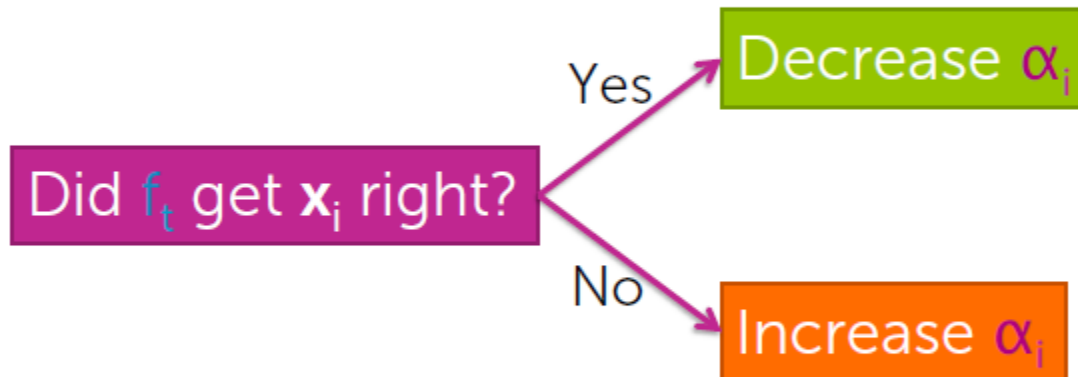 Decrease αᵢ
Yes
Did fₜ get xᵢ right?
No
Increase αᵢ